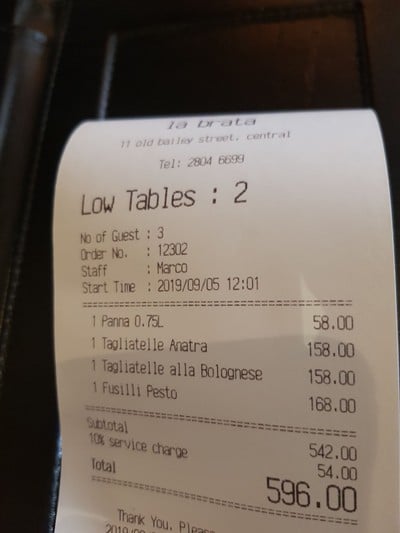 la brata
11 old bailey street, central
Tel: 2804 6699
Low Tables : 2
No of Guest : 3
Order No. : 12302
Staff : Marco
Start Time : 2019/09/05 12:01
1 Panna 0.75L 58.00
1 Tagliatelle Anatra 158.00
1 Tagliatelle alla Bolognese 158.00
1 Fusilli Pesto 168.00
Subtotal 542.00
10% service charge 54.00
Total 596.00
Thank You, Please